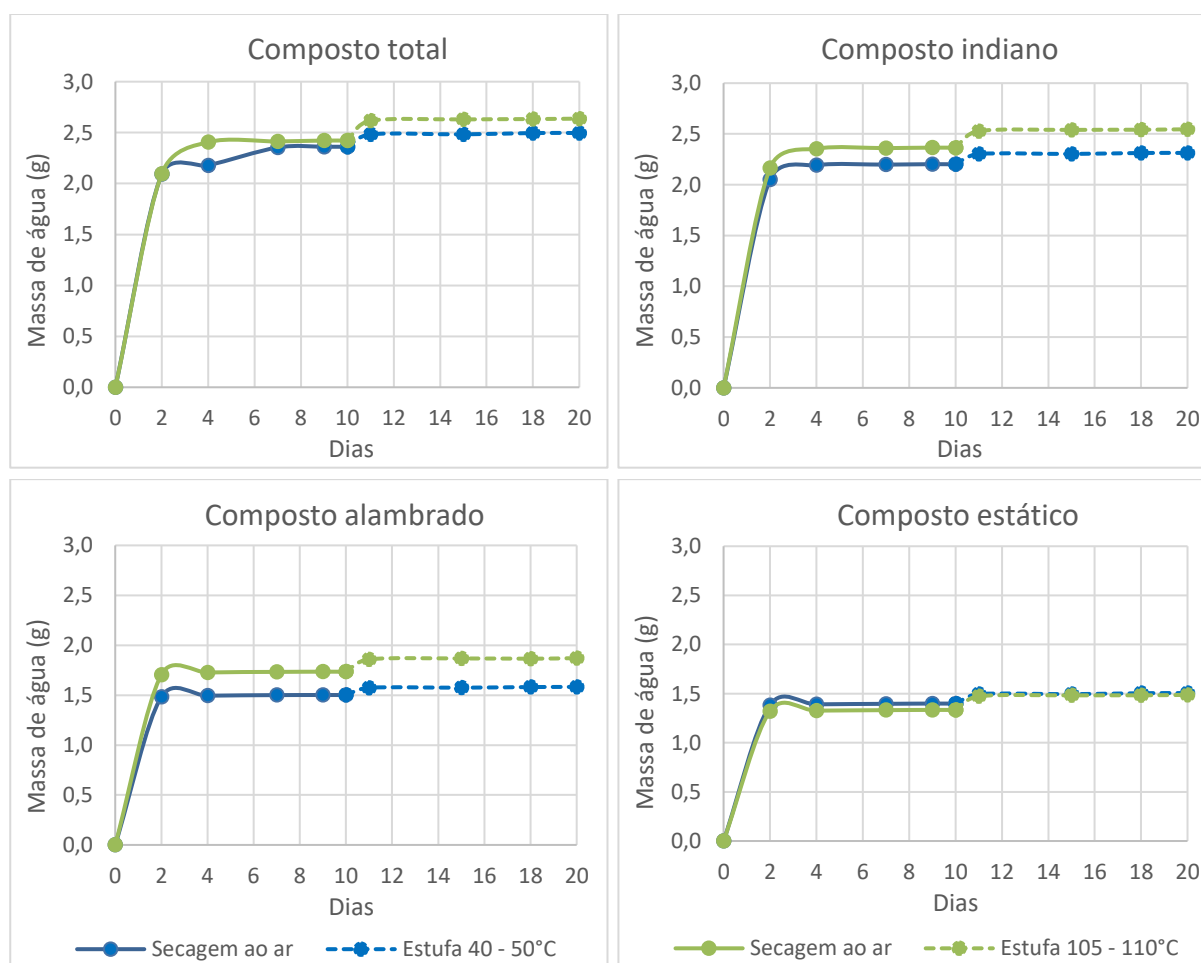 Composto total
3,0
2,5
2,0
1,5
1,0
0,5
0,0
Massa de água (g)
0 2 4 6 8 10 12 14 16 18 20
Dias
Composto indiano
3,0
2,5
2,0
1,5
1,0
0,5
0,0
Massa de água (g)
0 2 4 6 8 10 12 14 16 18 20
Dias
Composto alambrado
3,0
2,5
2,0
1,5
1,0
0,5
0,0
Massa de água (g)
0 2 4 6 8 10 12 14 16 18 20
Dias
Secagem ao ar Estufa 40 - 50°C
Composto estático
3,0
2,5
2,0
1,5
1,0
0,5
0,0
Massa de água (g)
0 2 4 6 8 10 12 14 16 18 20
Dias
Secagem ao ar Estufa 105 - 110°C